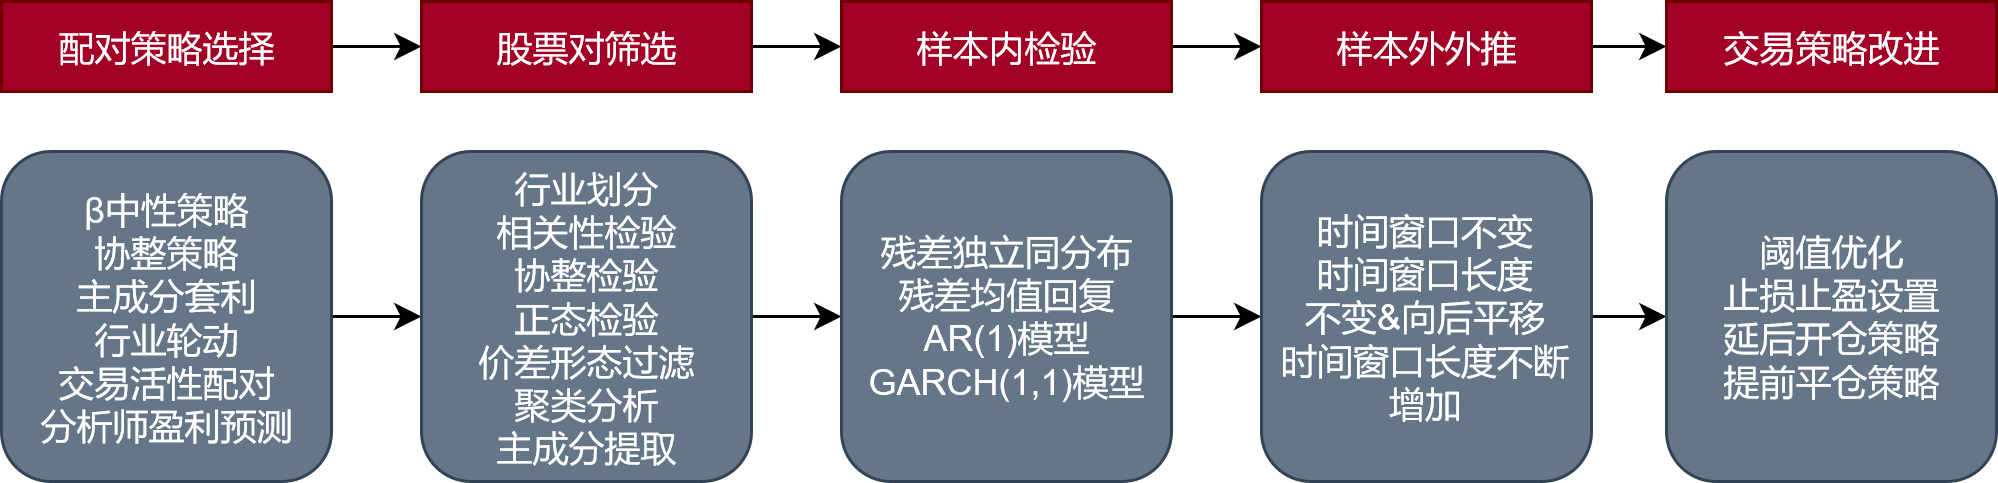 配对策略选择
股票对筛选
样本内检验
样本外外推
交易策略改进
β中性策略
协整策略
主成分套利
行业轮动
交易活性配对
分析师盈利预测
行业划分
相关性检验
协整检验
正态检验
价差形态过滤
聚类分析
主成分提取
残差独立同分布
残差均值回复
AR(1)模型
GARCH(1,1)模型
时间窗口不变
时间窗口长度
不变&向后平移
时间窗口长度不断
增加
阈值优化
止损止盈设置
延后开仓策略
提前平仓策略